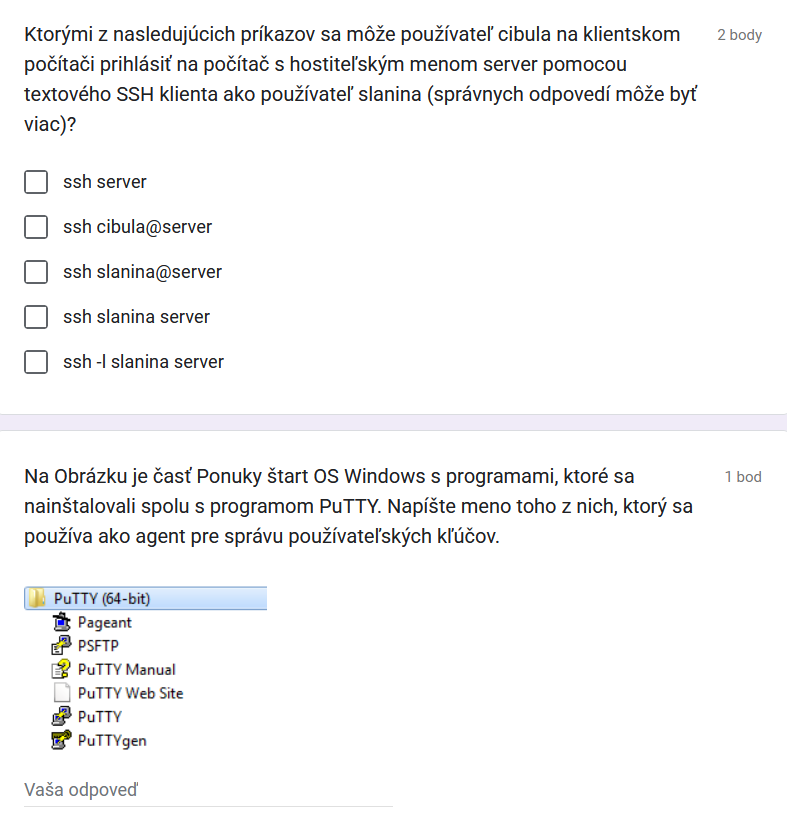 Ktorými z nasledujúcich príkazov sa môže používateľ cibula na klientskom
2 body
počítači prihlásiť na počítač s hostiteľským menom server pomocou
textového SSH klienta ako používateľ slanina (správnych odpovedí môže byť
viac)?
ssh server
ssh cibula@server
ssh slanina@server
ssh slanina server
ssh -l slanina server
Na Obrázku je časť Ponuky štart OS Windows s programami, ktoré sa
1 bod
nainštalovali spolu s programom PuTTY. Napíšte meno toho z nich, ktorý sa
používa ako agent pre správu používateľských kľúčov.
PuTTY (64-bit)
Pageant
PSFTP
PuTTY Manual
PuTTY Web Site
PuTTY
PuTTYgen
Vaša odpoveď